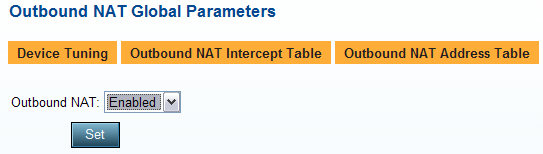 Outbound NAT Global Parameters
Device Tuning Outbound NAT Intercept Table Outbound NAT Address Table
Outbound NAT: Enabled
Set